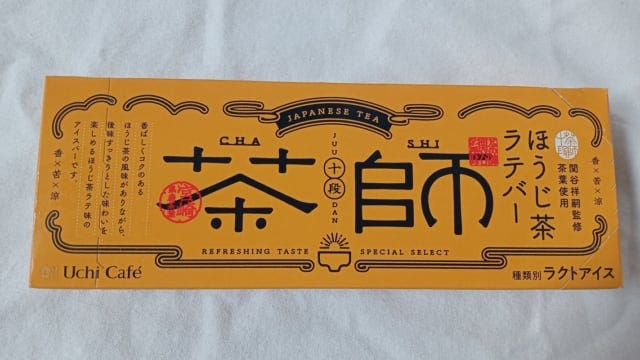 JAPANESE TEA
CHA SHI
茶師
JUU 十段 DAN
REFRESHING TASTE SPECIAL SELECT
ほうじ茶
ラテバー
関谷祥嗣監修
茶葉使用
香×苦×涼
香ばしくコクのある
ほうじ茶の風味がありながら、
後味すっきりとした味わいを
楽しめるほうじ茶ラテ味の
アイスバーです。
香×苦×涼
Uchi Café
種類別 ラクトアイス